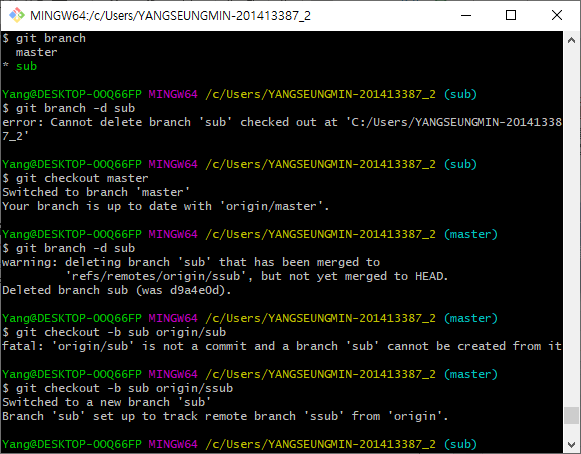 MINGW64:/c/Users/YANGSEUNGMIN-201413387_2
$ git branch
  master
* sub
Yang@DESKTOP-OOQ66FP MINGW64 /c/Users/YANGSEUNGMIN-201413387_2 (sub)
$ git branch -d sub
error: Cannot delete branch 'sub' checked out at 'C:/Users/YANGSEUNGMIN-20141338
7_2'
Yang@DESKTOP-OOQ66FP MINGW64 /c/Users/YANGSEUNGMIN-201413387_2 (sub)
$ git checkout master
Switched to branch 'master'
Your branch is up to date with 'origin/master'.
Yang@DESKTOP-OOQ66FP MINGW64 /c/Users/YANGSEUNGMIN-201413387_2 (master)
$ git branch -d sub
warning: deleting branch 'sub' that has been merged to
         'refs/remotes/origin/ssub', but not yet merged to HEAD.
Deleted branch sub (was d9a4e0d).
Yang@DESKTOP-OOQ66FP MINGW64 /c/Users/YANGSEUNGMIN-201413387_2 (master)
$ git checkout -b sub origin/sub
fatal: 'origin/sub' is not a commit and a branch 'sub' cannot be created from it
Yang@DESKTOP-OOQ66FP MINGW64 /c/Users/YANGSEUNGMIN-201413387_2 (master)
$ git checkout -b sub origin/ssub
Switched to a new branch 'sub'
Branch 'sub' set up to track remote branch 'ssub' from 'origin'.
Yang@DESKTOP-OOQ66FP MINGW64 /c/Users/YANGSEUNGMIN-201413387_2 (sub)